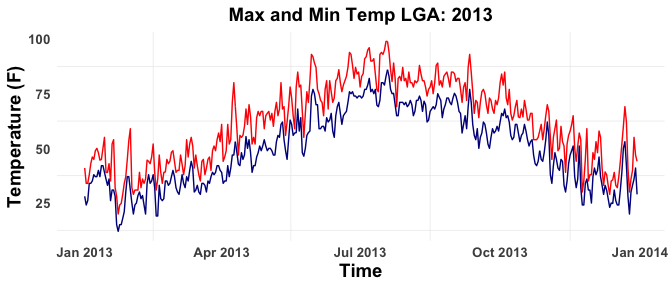 Max and Min Temp LGA: 2013
Temperature (F)
100
75
50
25
Jan 2013 Apr 2013 Jul 2013 Oct 2013 Jan 2014
Time